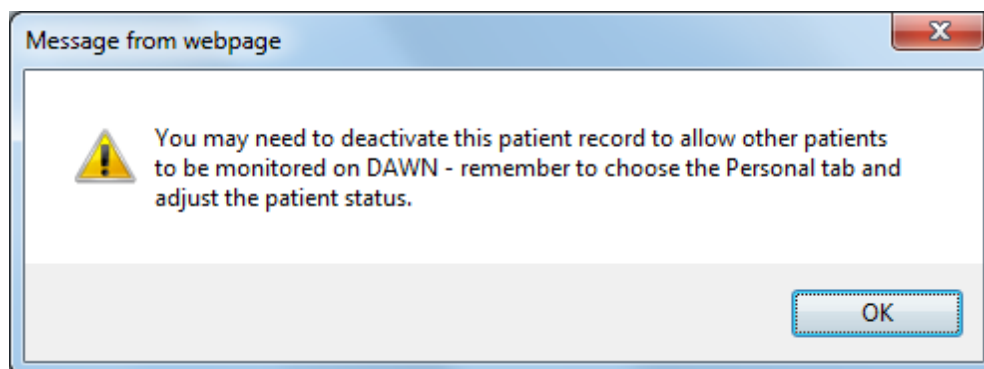 Message from webpage
You may need to deactivate this patient record to allow other patients
to be monitored on DAWN - remember to choose the Personal tab and
adjust the patient status.
OK